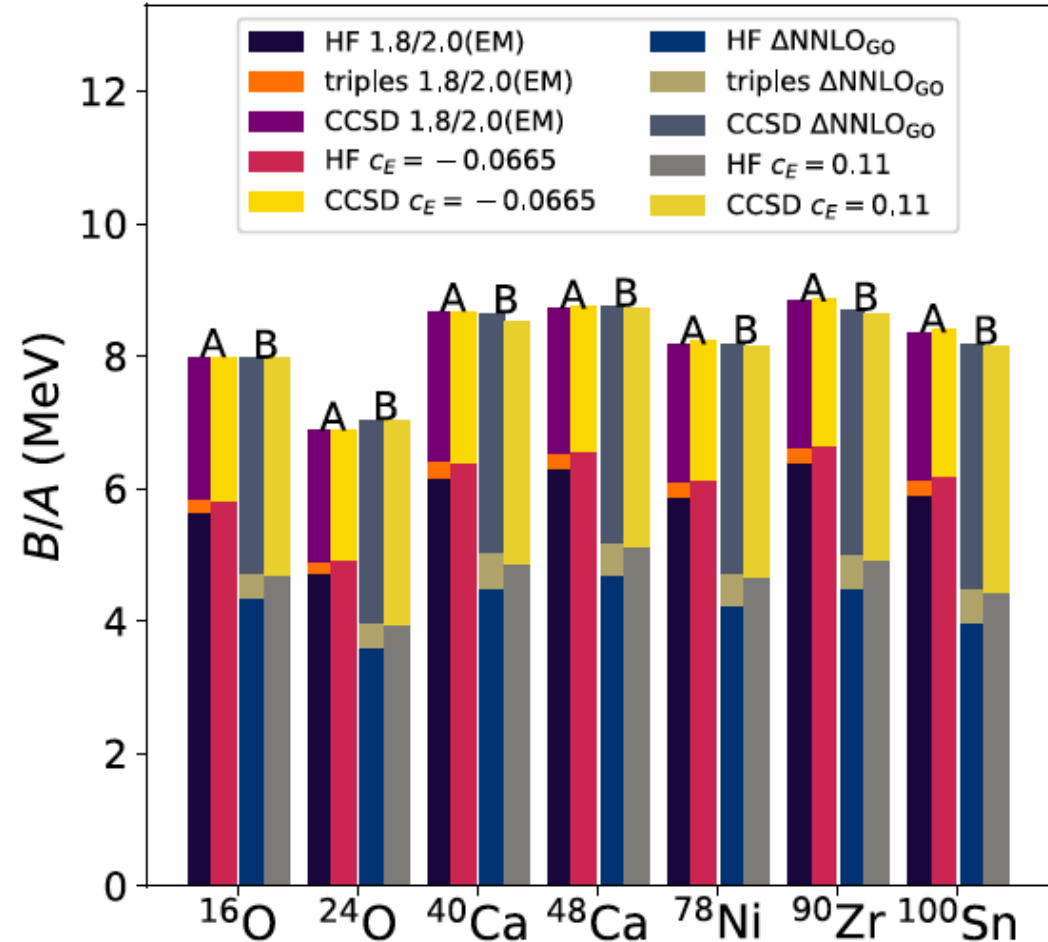 HF 1.8/2.0(EM)
triples 1.8/2.0(EM)
CCSD 1.8/2.0(EM)
HF c_E = −0.0665
CCSD c_E = −0.0665
HF ΔNNLO_GO
triples ΔNNLO_GO
CCSD ΔNNLO_GO
HF c_E = 0.11
CCSD c_E = 0.11
B/A (MeV)
12
10
8
6
4
2
0
A B A B A B A B A B A B A B
¹⁶O ²⁴O ⁴⁰Ca ⁴⁸Ca ⁷⁸Ni ⁹⁰Zr ¹⁰⁰Sn